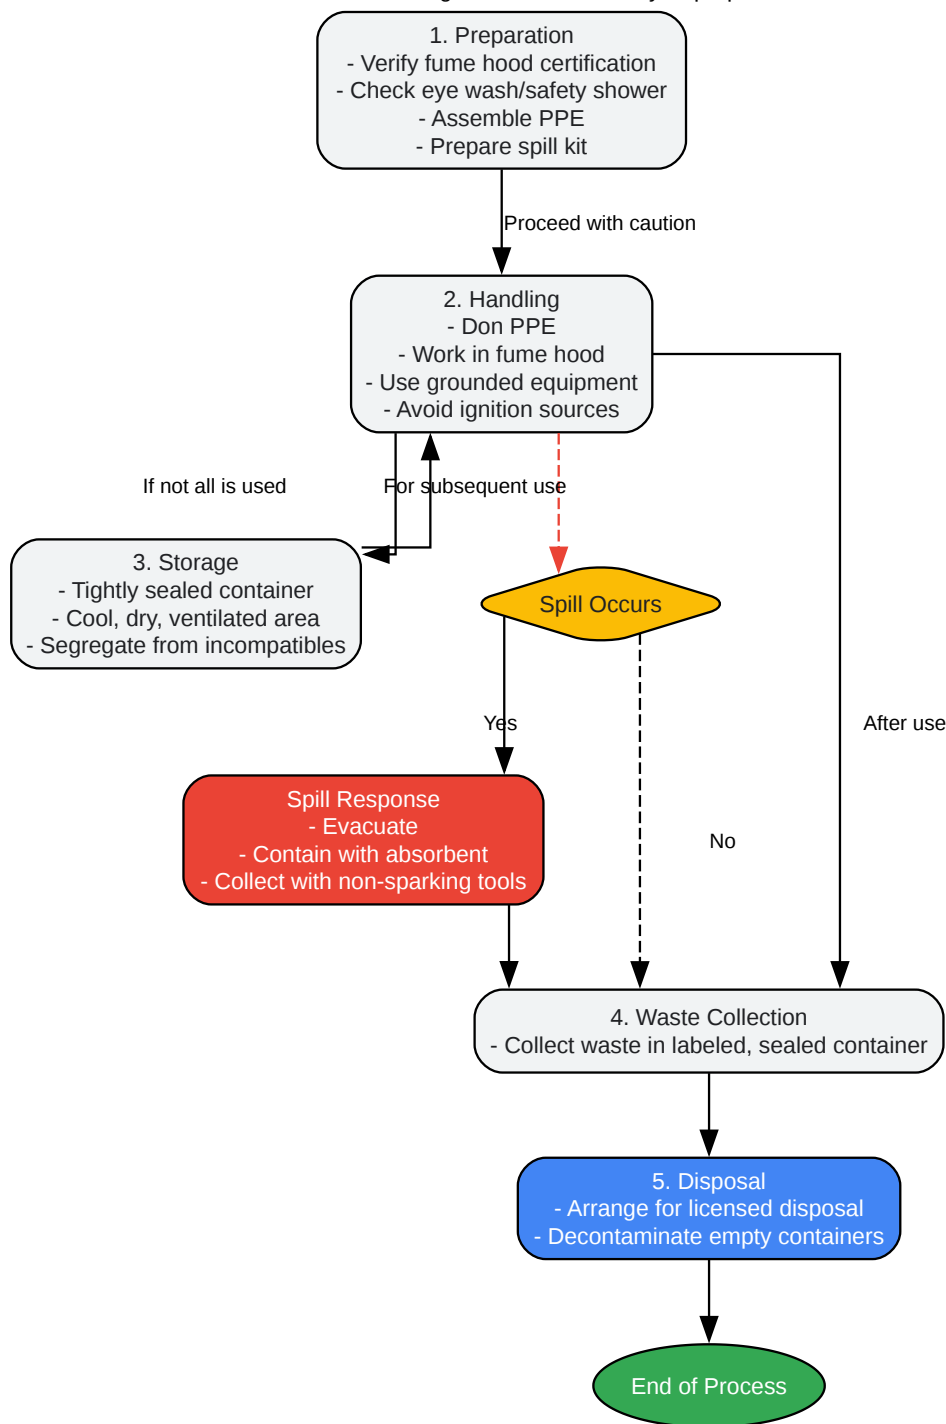 1. Preparation
- Verify fume hood certification
- Check eye wash/safety shower
- Assemble PPE
- Prepare spill kit
Proceed with caution
2. Handling
- Don PPE
- Work in fume hood
- Use grounded equipment
- Avoid ignition sources
If not all is used
For subsequent use
3. Storage
- Tightly sealed container
- Cool, dry, ventilated area
- Segregate from incompatibles
Spill Occurs
Yes
After use
Spill Response
- Evacuate
- Contain with absorbent
- Collect with non-sparking tools
No
4. Waste Collection
- Collect waste in labeled, sealed container
5. Disposal
- Arrange for licensed disposal
- Decontaminate empty containers
End of Process